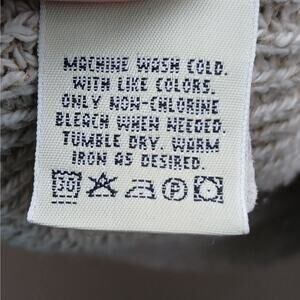 MACHINE WASH COLD.
WITH LIKE COLORS.
ONLY NON-CHLORINE
BLEACH WHEN NEEDED.
TUMBLE DRY. WARM
IRON AS DESIRED.
30 P